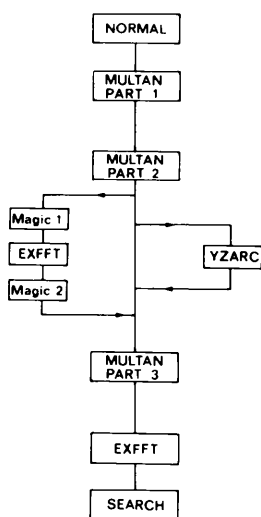 NORMAL
MULTAN
PART 1
MULTAN
PART 2
Magic 1
EXFFT
Magic 2
YZARC
MULTAN
PART 3
EXFFT
SEARCH